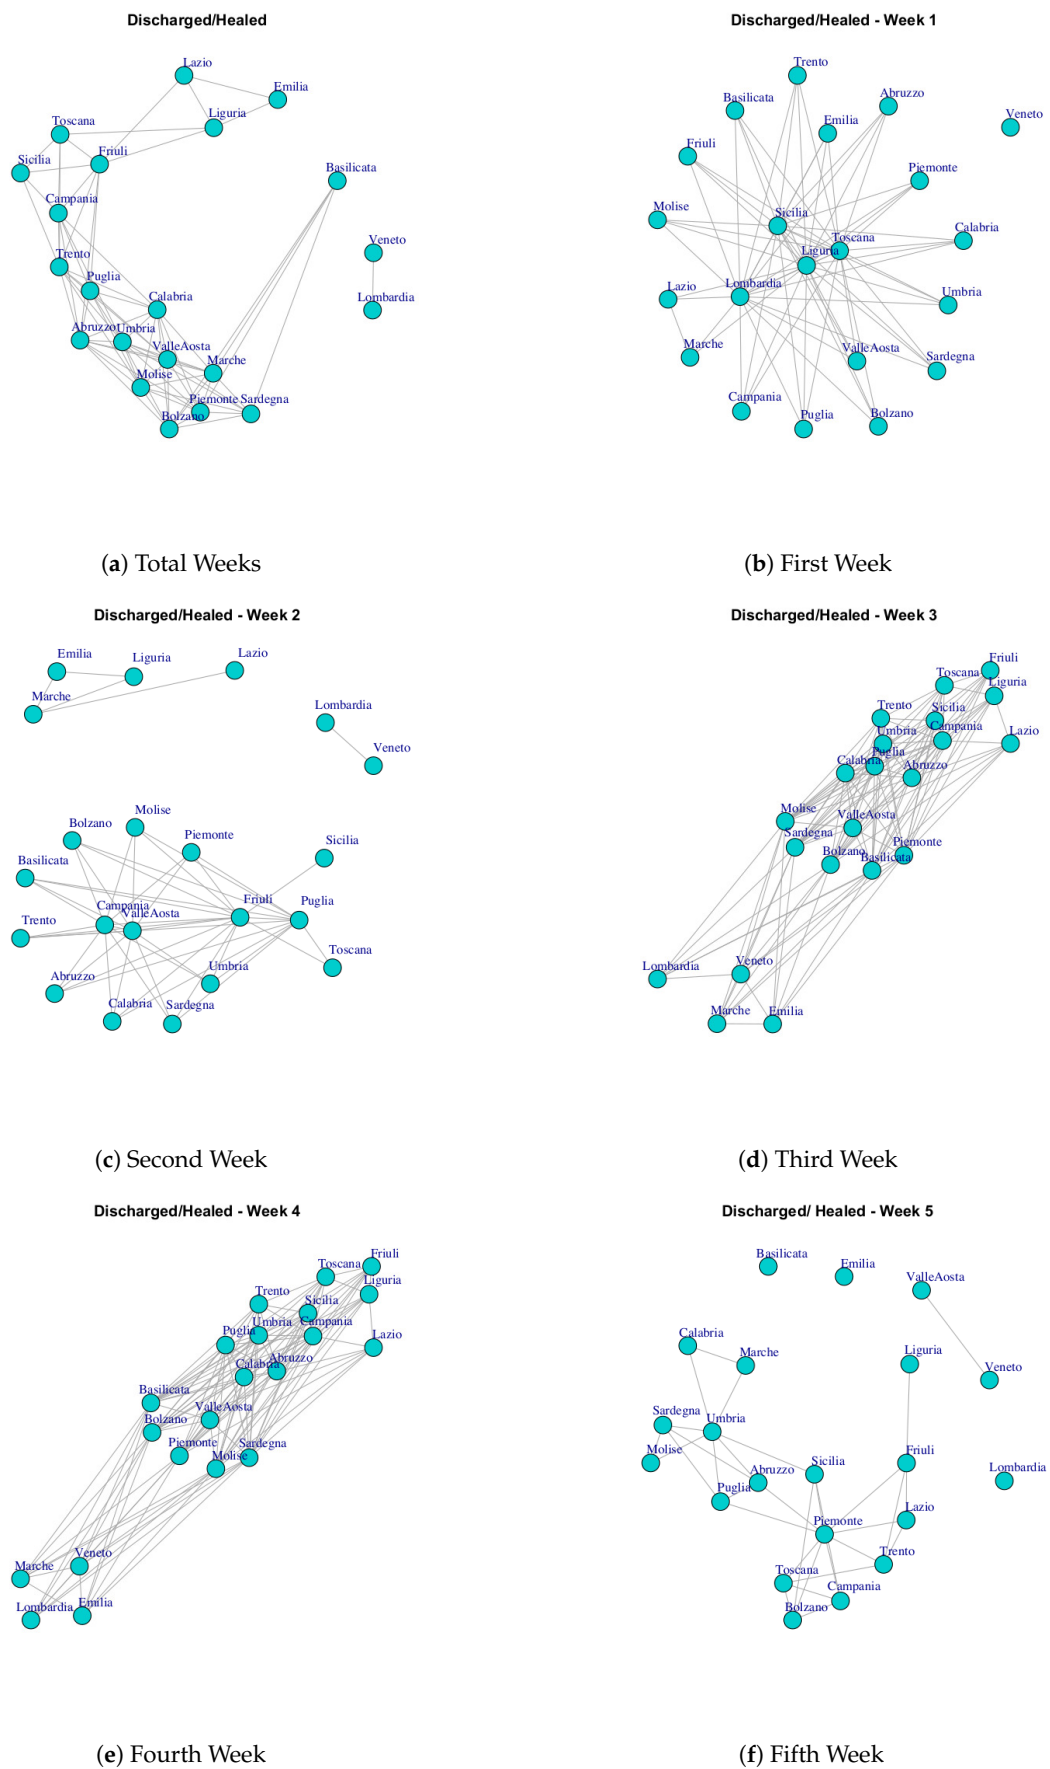 Discharged/Healed
Lazio
Emilia
Liguria
Toscana
Friuli
Sicilia
Basilicata
Campania
Veneto
Trento
Puglia
Calabria
Lombardia
Abruzzo
Umbria
ValleAosta
Marche
Molise
Piemonte
Sardegna
Bolzano
(a) Total Weeks
Discharged/Healed - Week 1
Trento
Basilicata
Abruzzo
Emilia
Veneto
Friuli
Piemonte
Molise
Sicilia
Calabria
Toscana
Liguria
Lazio
Lombardia
Umbria
Marche
ValleAosta
Sardegna
Campania
Puglia
Bolzano
(b) First Week
Discharged/Healed - Week 2
Emilia
Liguria
Lazio
Marche
Lombardia
Veneto
Molise
Bolzano
Piemonte
Sicilia
Basilicata
Campania
ValleAosta
Friuli
Puglia
Trento
Toscana
Abruzzo
Umbria
Calabria
Sardegna
(c) Second Week
Discharged/Healed - Week 3
Friuli
Toscana
Liguria
Trento
Sicilia
Umbria
Campania
Lazio
Puglia
Calabria
Abruzzo
Molise
ValleAosta
Sardegna
Piemonte
Bolzano
Basilicata
Lombardia
Veneto
Marche
Emilia
(d) Third Week
Discharged/Healed - Week 4
Friuli
Toscana
Liguria
Trento
Sicilia
Umbria
Campania
Puglia
Lazio
Abruzzo
Calabria
Basilicata
ValleAosta
Bolzano
Piemonte
Sardegna
Molise
Veneto
Marche
Lombardia
Emilia
(e) Fourth Week
Discharged/ Healed - Week 5
Basilicata
Emilia
ValleAosta
Calabria
Marche
Liguria
Veneto
Sardegna
Umbria
Molise
Friuli
Sicilia
Abruzzo
Lombardia
Puglia
Lazio
Piemonte
Trento
Toscana
Campania
Bolzano
(f) Fifth Week